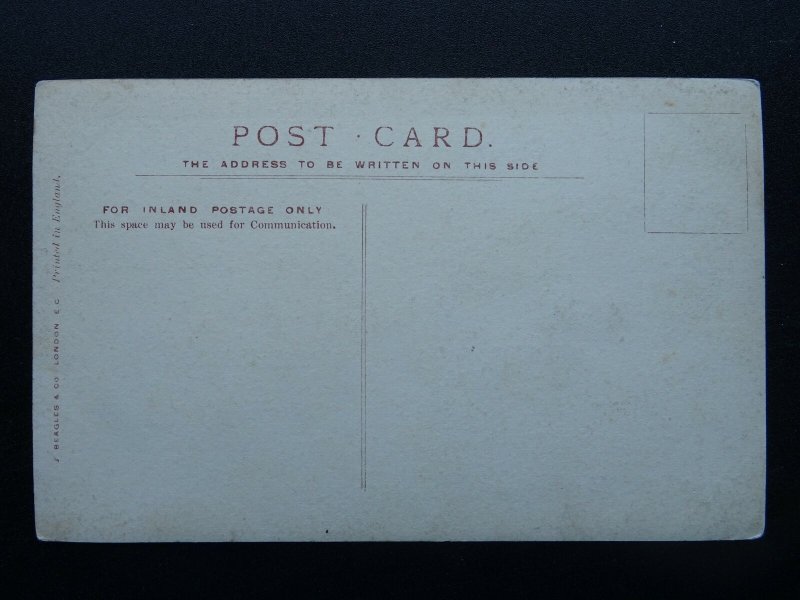 POST · CARD.
THE ADDRESS TO BE WRITTEN ON THIS SIDE
FOR INLAND POSTAGE ONLY
This space may be used for Communication.
J BEAGLES & CO LONDON E.C. Printed in England.